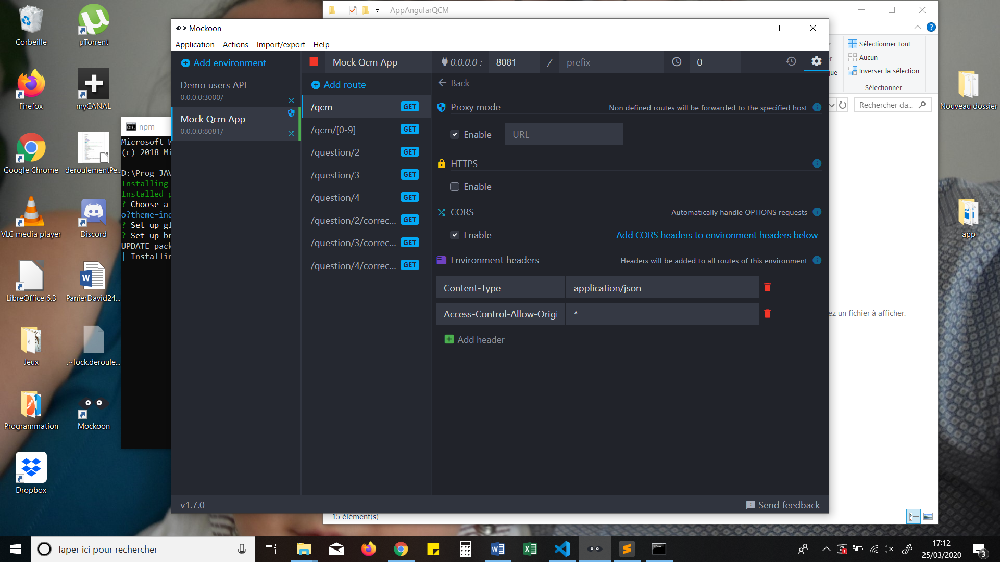 Corbeille
µTorrent
Firefox
myCANAL
Google Chrome
deroulementPe...
VLC media player
Discord
LibreOffice 6.3
PanierDavid24...
Jeux
.~lock.deroule...
Programmation
Mockoon
Dropbox
AppAngularQCM
Sélectionner tout
Aucun
Inverser la sélection
Sélectionner
Rechercher da...
Nouveau dossier
app
15 élément(s)
ez un fichier à afficher.
npm
Microsoft W
(c) 2018 Mi
D:\Prog JAV
Installing
Installed p
? Choose a
o?theme=ind
? Set up gl
? Set up br
UPDATE pack
| Installin
Mockoon
Application Actions Import/export Help
Add environment
Demo users API
0.0.0.0:3000/
Mock Qcm App
0.0.0.0:8081/
Mock Qcm App 0.0.0.0 : 8081 / prefix 0
Add route
/qcm GET
/qcm/[0-9] GET
/question/2 GET
/question/3 GET
/question/4 GET
/question/2/correc... GET
/question/3/correc... GET
/question/4/correc... GET
Back
Proxy mode Non defined routes will be forwarded to the specified host
Enable URL
HTTPS
Enable
CORS Automatically handle OPTIONS requests
Enable Add CORS headers to environment headers below
Environment headers Headers will be added to all routes of this environment
Content-Type application/json
Access-Control-Allow-Origi *
Add header
v1.7.0 Send feedback
Taper ici pour rechercher
17:12
25/03/2020
3